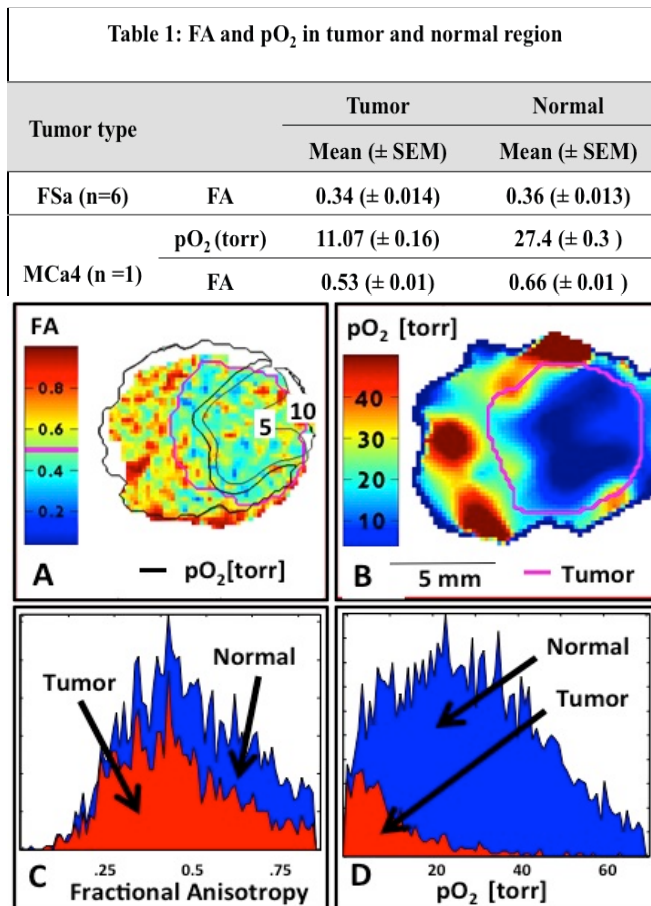 Table 1: FA and pO₂ in tumor and normal region
Tumor type Tumor Normal
Mean (± SEM) Mean (± SEM)
FSa (n=6) FA 0.34 (± 0.014) 0.36 (± 0.013)
MCa4 (n =1) pO₂ (torr) 11.07 (± 0.16) 27.4 (± 0.3 )
FA 0.53 (± 0.01) 0.66 (± 0.01 )
FA
0.8
0.6
0.4
0.2
5 10
A
pO₂[torr]
pO₂ [torr]
40
30
20
10
B
5 mm
Tumor
Tumor
Normal
C
.25 0.5 .75
Fractional Anisotropy
Normal
Tumor
D
20 40 60
pO₂ [torr]